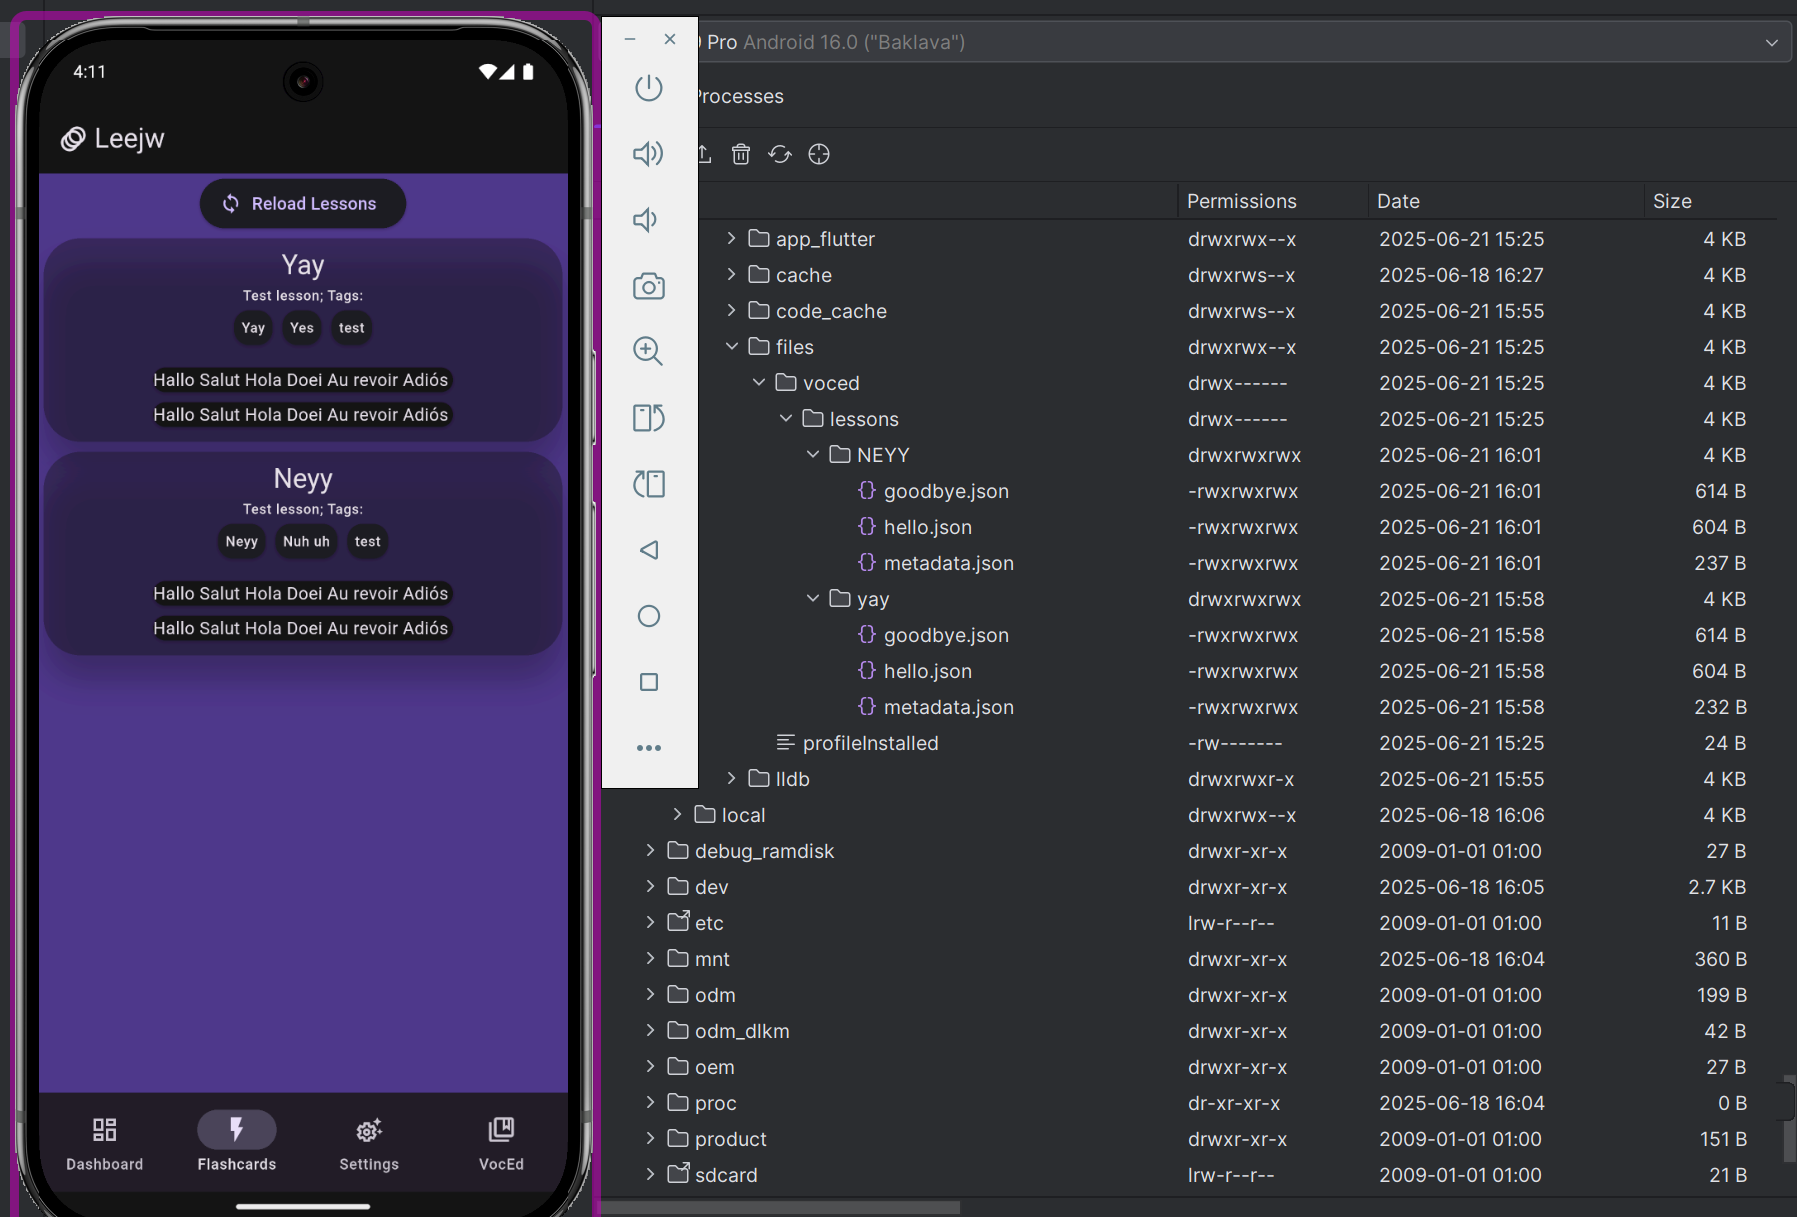 4:11
Leejw
Reload Lessons
Yay
Test lesson; Tags:
Yay Yes test
Hallo Salut Hola Doei Au revoir Adiós
Hallo Salut Hola Doei Au revoir Adiós
Neyy
Test lesson; Tags:
Neyy Nuh uh test
Hallo Salut Hola Doei Au revoir Adiós
Hallo Salut Hola Doei Au revoir Adiós
Dashboard Flashcards Settings VocEd
Pro Android 16.0 ("Baklava")
Processes
Permissions Date Size
app_flutter drwxrwx--x 2025-06-21 15:25 4 KB
cache drwxrws--x 2025-06-18 16:27 4 KB
code_cache drwxrws--x 2025-06-21 15:55 4 KB
files drwxrwx--x 2025-06-21 15:25 4 KB
voced drwx------ 2025-06-21 15:25 4 KB
lessons drwx------ 2025-06-21 15:25 4 KB
NEYY drwxrwxrwx 2025-06-21 16:01 4 KB
goodbye.json -rwxrwxrwx 2025-06-21 16:01 614 B
hello.json -rwxrwxrwx 2025-06-21 16:01 604 B
metadata.json -rwxrwxrwx 2025-06-21 16:01 237 B
yay drwxrwxrwx 2025-06-21 15:58 4 KB
goodbye.json -rwxrwxrwx 2025-06-21 15:58 614 B
hello.json -rwxrwxrwx 2025-06-21 15:58 604 B
metadata.json -rwxrwxrwx 2025-06-21 15:58 232 B
profileInstalled -rw------- 2025-06-21 15:25 24 B
lldb drwxrwxr-x 2025-06-21 15:55 4 KB
local drwxrwx--x 2025-06-18 16:06 4 KB
debug_ramdisk drwxr-xr-x 2009-01-01 01:00 27 B
dev drwxr-xr-x 2025-06-18 16:05 2.7 KB
etc lrw-r--r-- 2009-01-01 01:00 11 B
mnt drwxr-xr-x 2025-06-18 16:04 360 B
odm drwxr-xr-x 2009-01-01 01:00 199 B
odm_dlkm drwxr-xr-x 2009-01-01 01:00 42 B
oem drwxr-xr-x 2009-01-01 01:00 27 B
proc dr-xr-xr-x 2025-06-18 16:04 0 B
product drwxr-xr-x 2009-01-01 01:00 151 B
sdcard lrw-r--r-- 2009-01-01 01:00 21 B